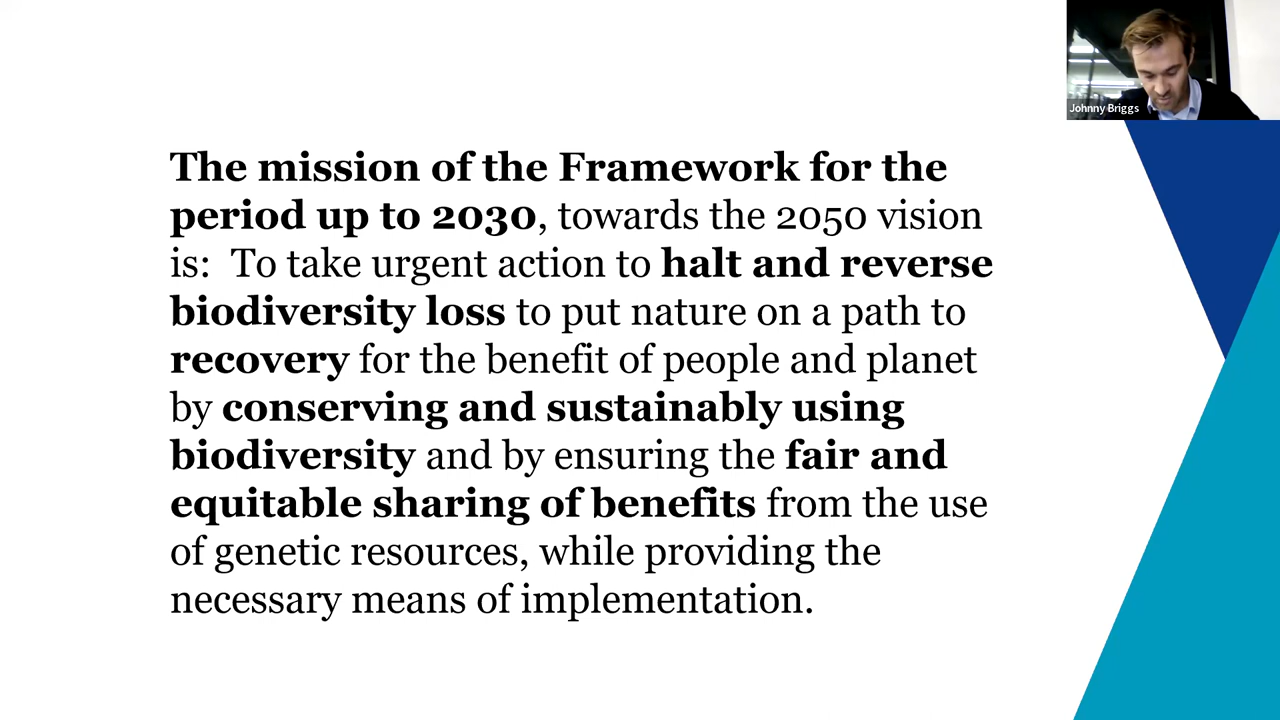 Johnny Briggs
The mission of the Framework for the
period up to 2030, towards the 2050 vision
is:  To take urgent action to halt and reverse
biodiversity loss to put nature on a path to
recovery for the benefit of people and planet
by conserving and sustainably using
biodiversity and by ensuring the fair and
equitable sharing of benefits from the use
of genetic resources, while providing the
necessary means of implementation.